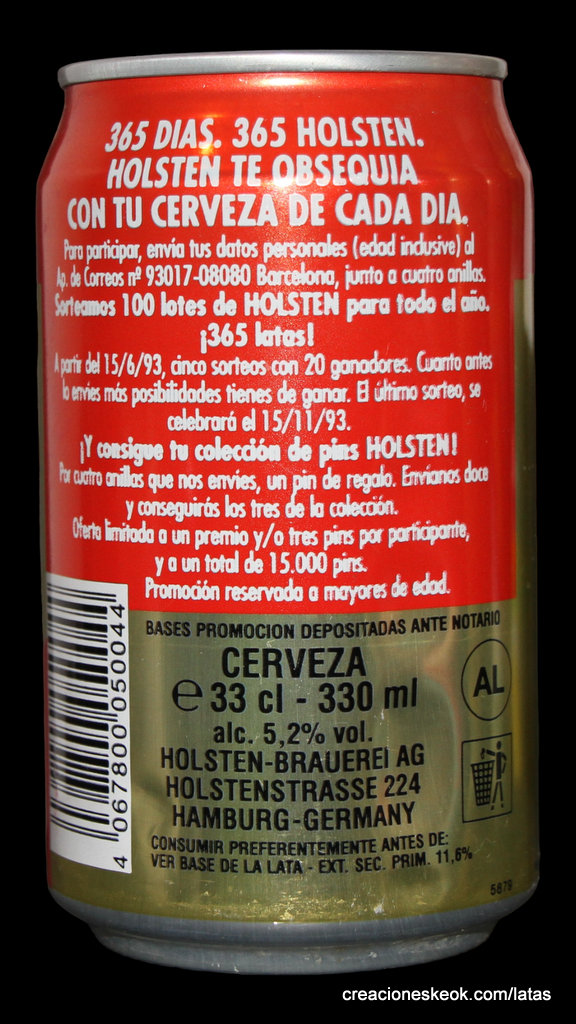 365 DIAS. 365 HOLSTEN.
HOLSTEN TE OBSEQUIA
CON TU CERVEZA DE CADA DIA.
Para participar, envía tus datos personales (edad inclusive) al
Ap. de Correos nº 93017-08080 Barcelona, junto a cuatro anillas.
Sorteamos 100 lotes de HOLSTEN para todo el año.
¡365 latas!
A partir del 15/6/93, cinco sorteos con 20 ganadores. Cuanto antes
lo envíes más posibilidades tienes de ganar. El último sorteo, se
celebrará el 15/11/93.
¡Y consigue tu colección de pins HOLSTEN!
Por cuatro anillas que nos envíes, un pin de regalo. Envíanos doce
y conseguirás los tres de la colección.
Oferta limitada a un premio y/o tres pins por participante,
y a un total de 15.000 pins.
Promoción reservada a mayores de edad.
BASES PROMOCION DEPOSITADAS ANTE NOTARIO
CERVEZA
e 33 cl - 330 ml
alc. 5,2% vol.
HOLSTEN-BRAUEREI AG
HOLSTENSTRASSE 224
HAMBURG-GERMANY
CONSUMIR PREFERENTEMENTE ANTES DE:
VER BASE DE LA LATA - EXT. SEC. PRIM. 11,6%
AL
4 067800 050044
5679
creacioneskeok.com/latas